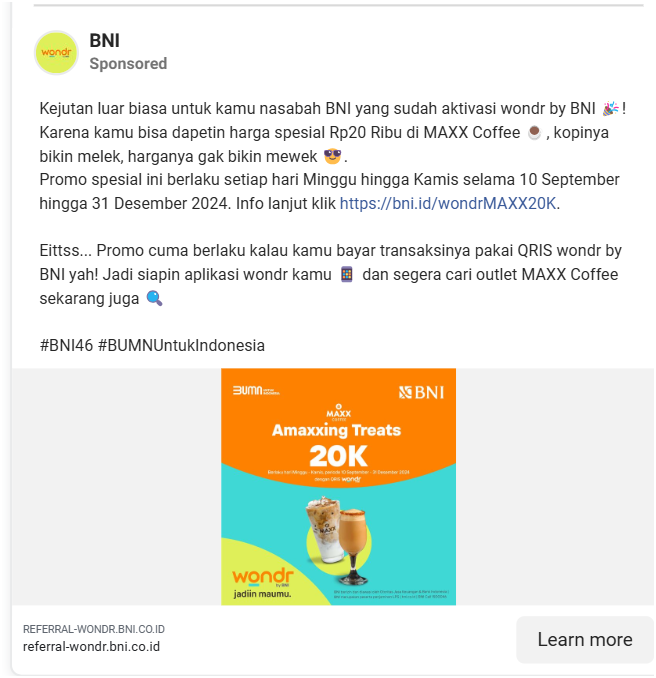 wondr
BNI
Sponsored
Kejutan luar biasa untuk kamu nasabah BNI yang sudah aktivasi wondr by BNI 🎉!
Karena kamu bisa dapetin harga spesial Rp20 Ribu di MAXX Coffee ☕, kopinya
bikin melek, harganya gak bikin mewek 😎.
Promo spesial ini berlaku setiap hari Minggu hingga Kamis selama 10 September
hingga 31 Desember 2024. Info lanjut klik https://bni.id/wondrMAXX20K.
Eittss... Promo cuma berlaku kalau kamu bayar transaksinya pakai QRIS wondr by
BNI yah! Jadi siapin aplikasi wondr kamu 📱 dan segera cari outlet MAXX Coffee
sekarang juga 🔍
#BNI46 #BUMNUntukIndonesia
BUMN
BNI
MAXX
COFFEE
Amaxxing Treats
20K
Berlaku hari Minggu - Kamis, periode 10 September - 31 Desember 2024
dengan QRIS wondr
MAXX
wondr
by BNI
jadiin maumu.
REFERRAL-WONDR.BNI.CO.ID
referral-wondr.bni.co.id
Learn more